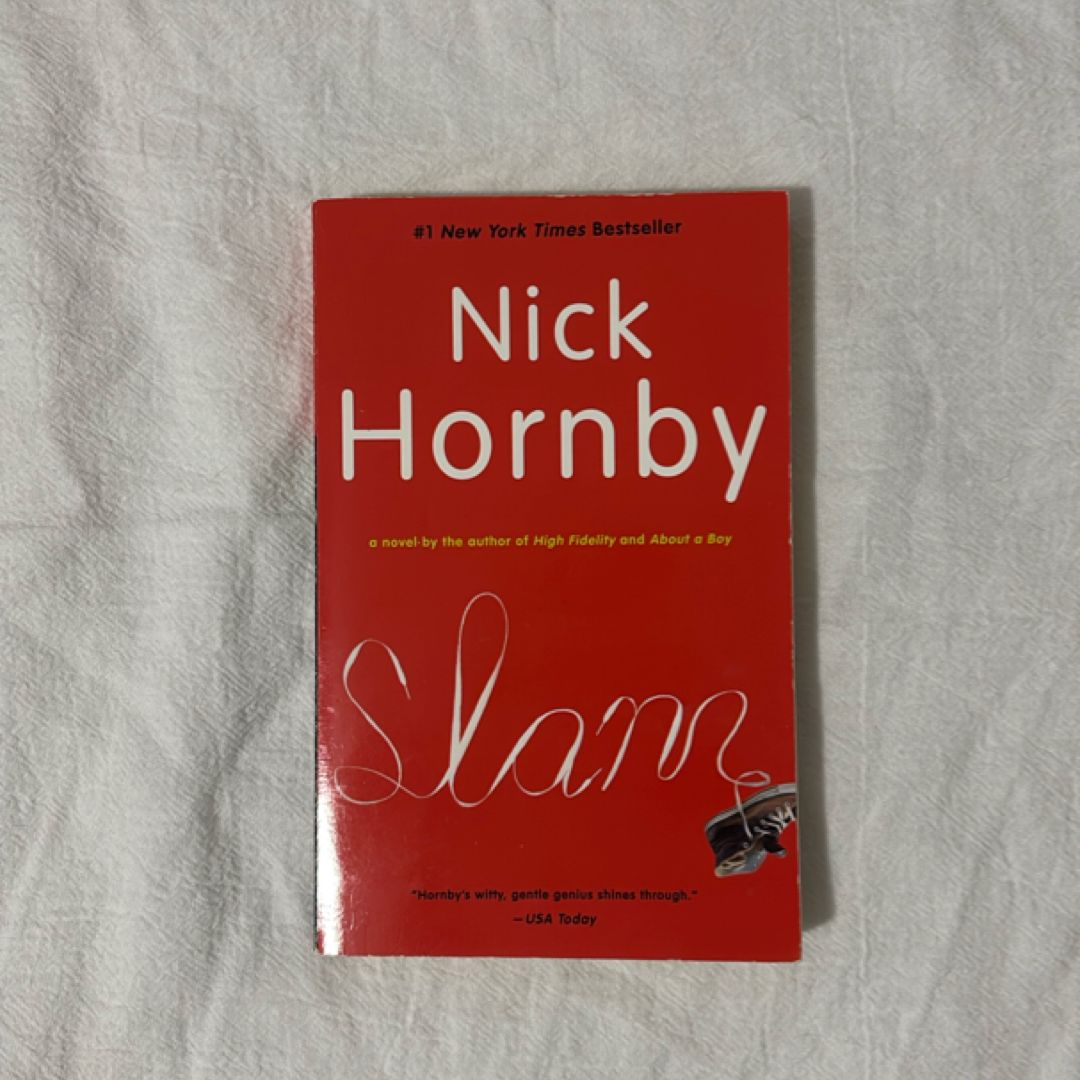 #1 New York Times Bestseller
Nick
Hornby
a novel by the author of High Fidelity and About a Boy
Slam
"Hornby's witty, gentle genius shines through."
—USA Today